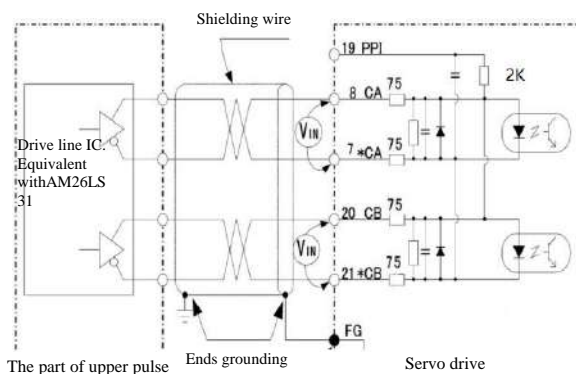 Shielding wire
19 PPI
2K
8 CA 75
VIN
7 *CA 75
Drive line IC.
Equivalent
withAM26LS
31
20 CB 75
VIN
21 *CB 75
FG
Ends grounding
The part of upper pulse
Servo drive